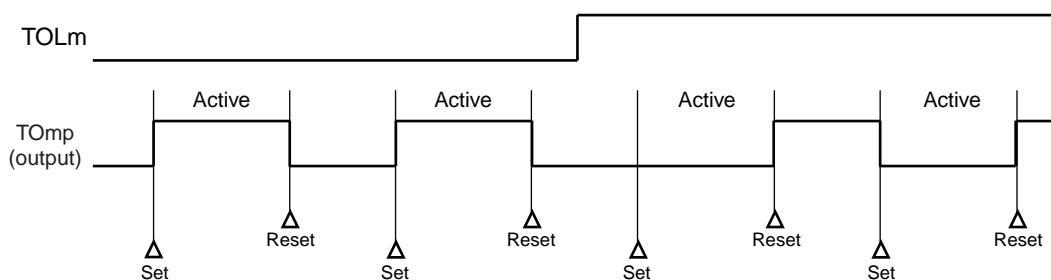 TOLm
Active
Active
Active
Active
TOmp
(output)
Reset
Reset
Reset
Reset
Set
Set
Set
Set